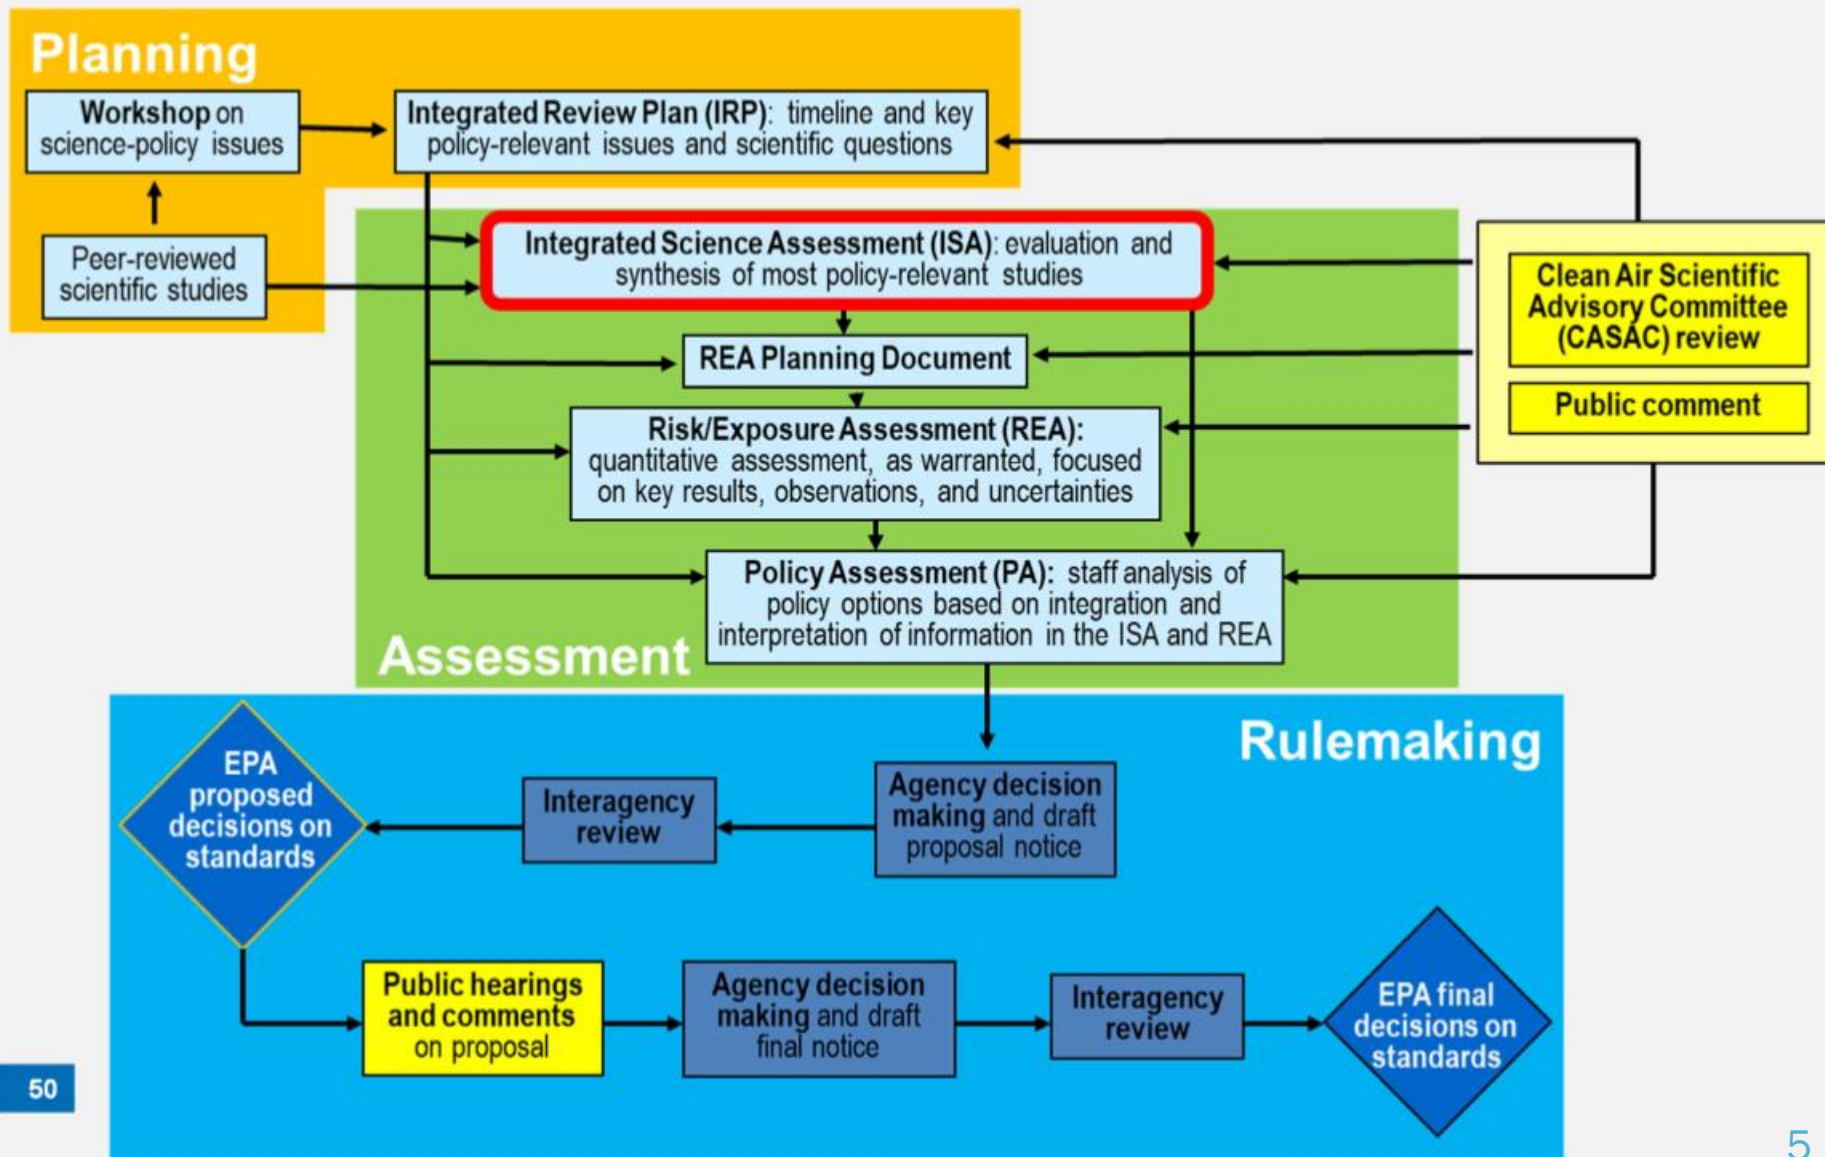 Planning
Workshop on
science-policy issues
Integrated Review Plan (IRP): timeline and key
policy-relevant issues and scientific questions
Peer-reviewed
scientific studies
Integrated Science Assessment (ISA): evaluation and
synthesis of most policy-relevant studies
Clean Air Scientific
Advisory Committee
(CASAC) review
Public comment
REA Planning Document
Risk/Exposure Assessment (REA):
quantitative assessment, as warranted, focused
on key results, observations, and uncertainties
Policy Assessment (PA): staff analysis of
policy options based on integration and
interpretation of information in the ISA and REA
Assessment
Rulemaking
EPA
proposed
decisions on
standards
Interagency
review
Agency decision
making and draft
proposal notice
Public hearings
and comments
on proposal
Agency decision
making and draft
final notice
Interagency
review
EPA final
decisions on
standards
50
5